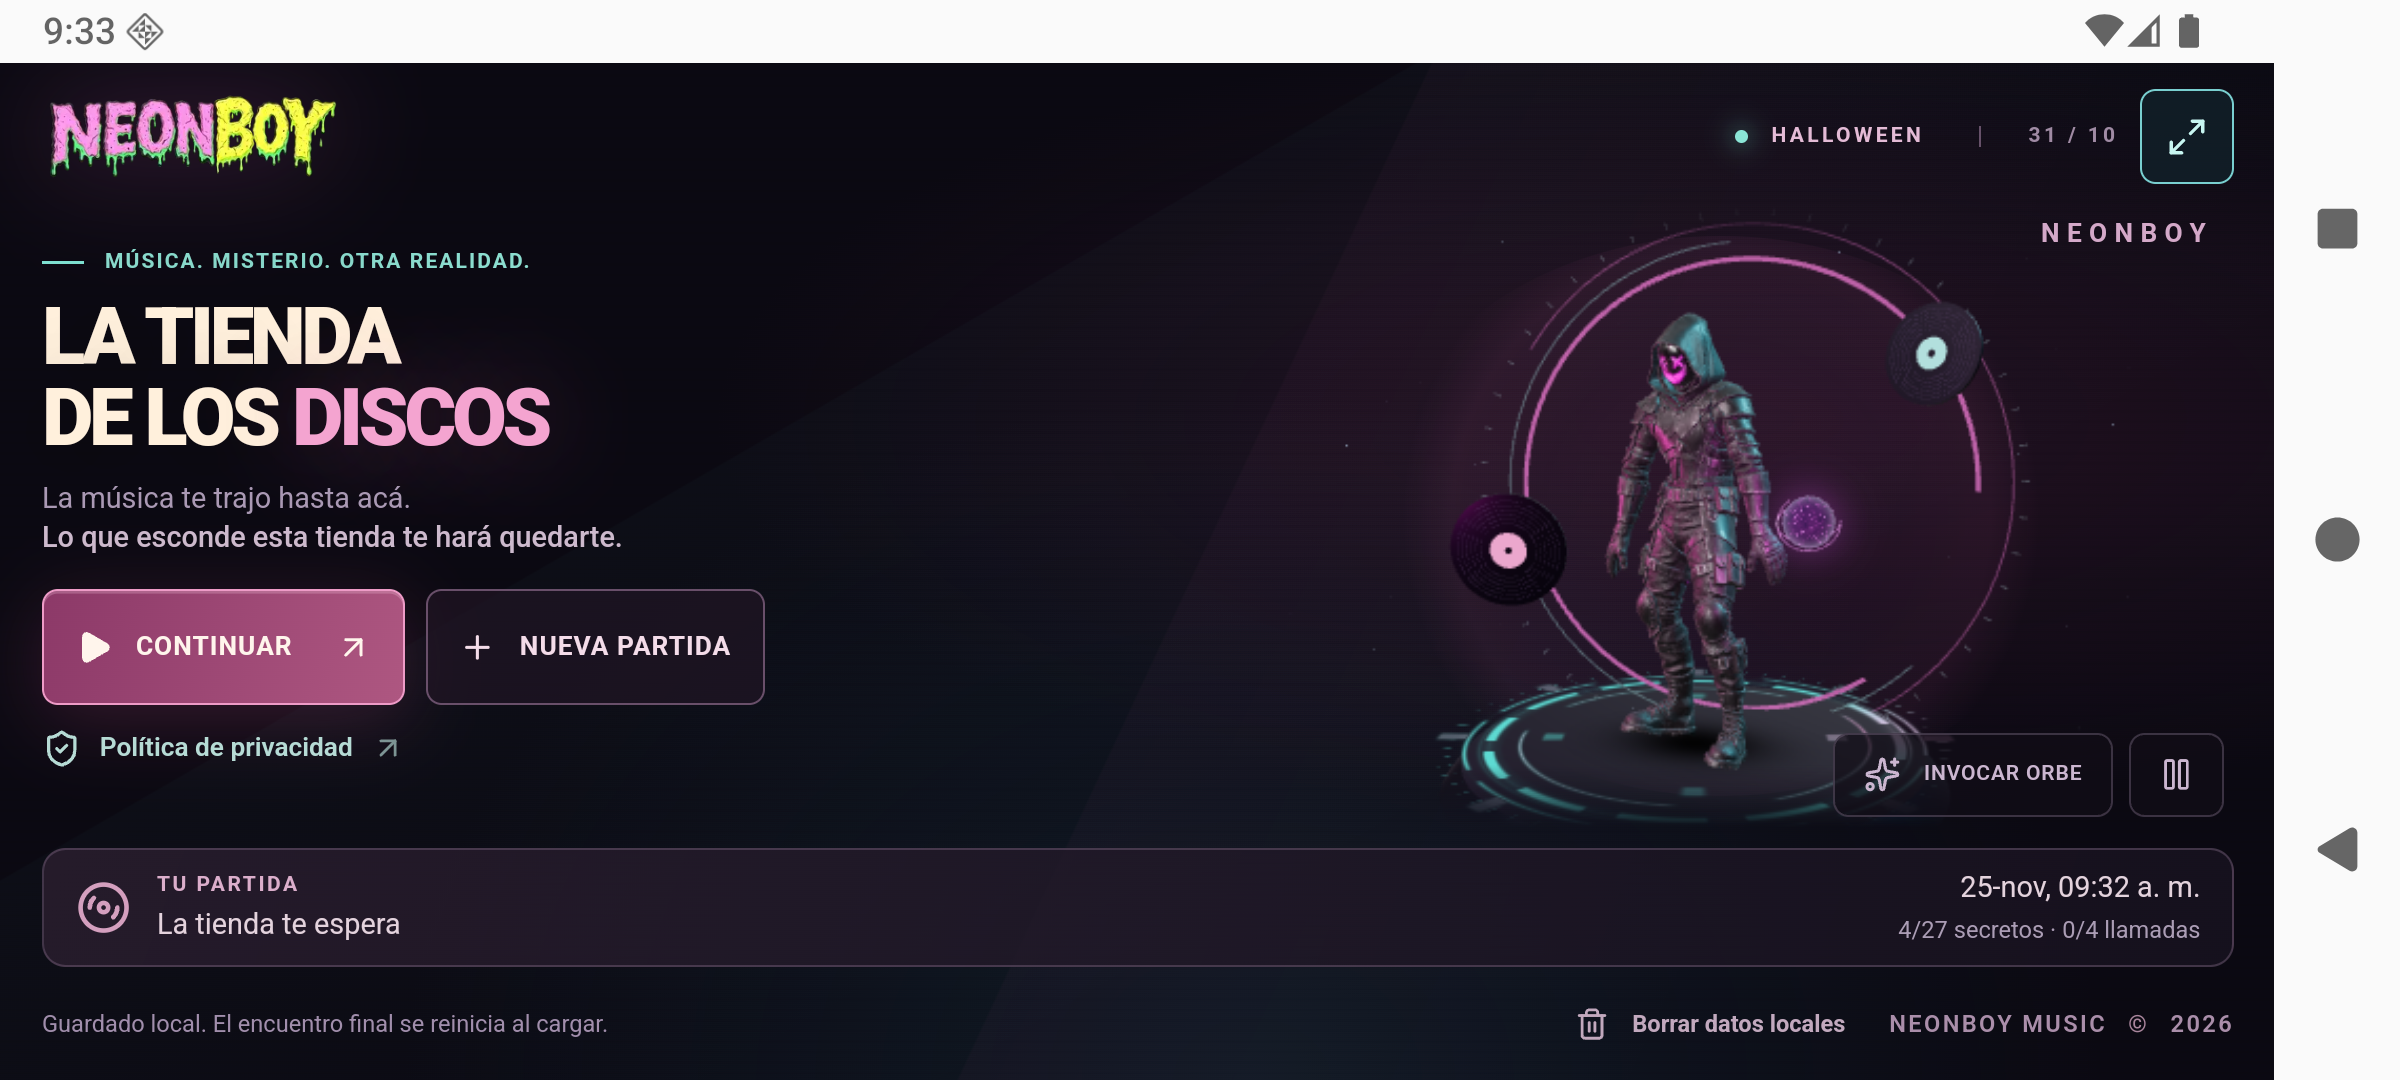 9:33
NEONBOY
HALLOWEEN | 31 / 10
NEONBOY
MÚSICA. MISTERIO. OTRA REALIDAD.
LA TIENDA
DE LOS DISCOS
La música te trajo hasta acá.
Lo que esconde esta tienda te hará quedarte.
CONTINUAR
NUEVA PARTIDA
Política de privacidad
INVOCAR ORBE
TU PARTIDA
La tienda te espera
25-nov, 09:32 a. m.
4/27 secretos · 0/4 llamadas
Guardado local. El encuentro final se reinicia al cargar.
Borrar datos locales
NEONBOY MUSIC © 2026